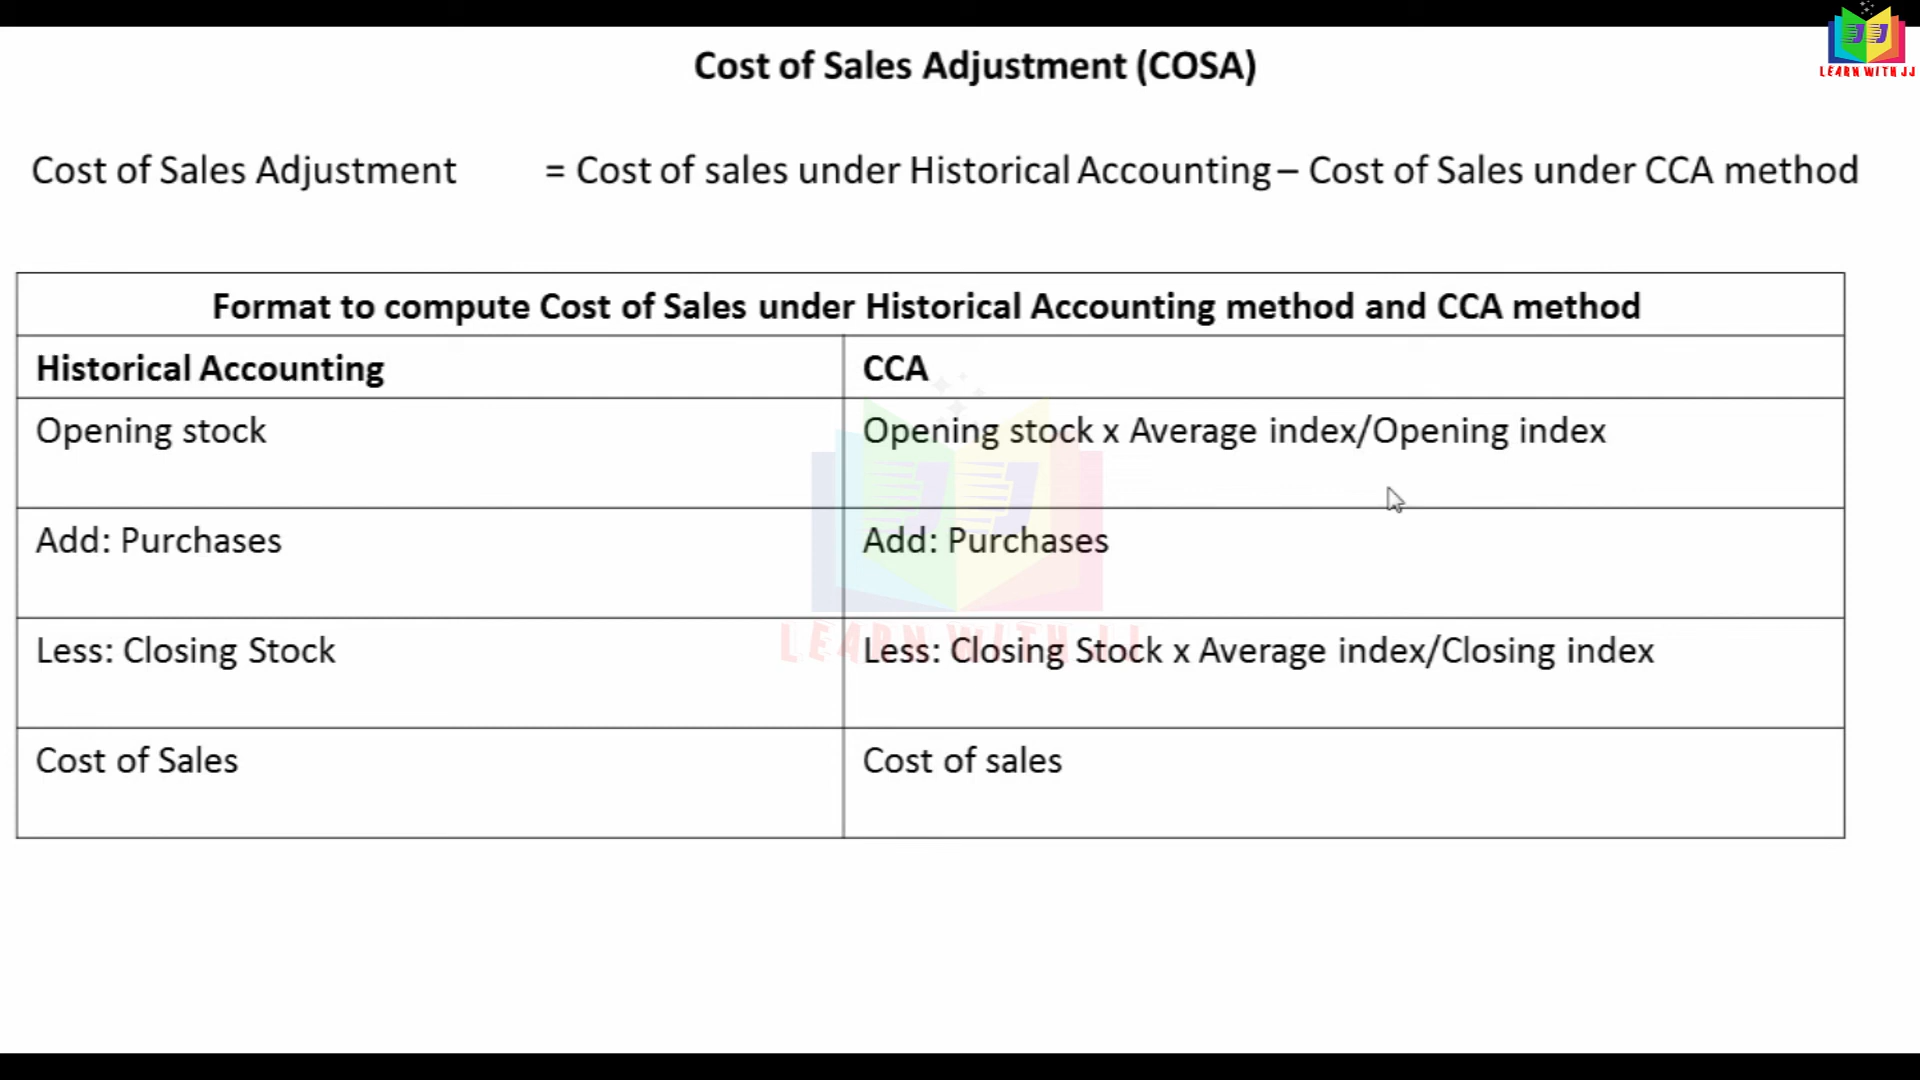 LEARN WITH JJ
Cost of Sales Adjustment (COSA)
Cost of Sales Adjustment = Cost of sales under Historical Accounting – Cost of Sales under CCA method
Format to compute Cost of Sales under Historical Accounting method and CCA method
Historical Accounting CCA
Opening stock Opening stock x Average index/Opening index
Add: Purchases Add: Purchases
LEARN WITH JJ
Less: Closing Stock Less: Closing Stock x Average index/Closing index
Cost of Sales Cost of sales